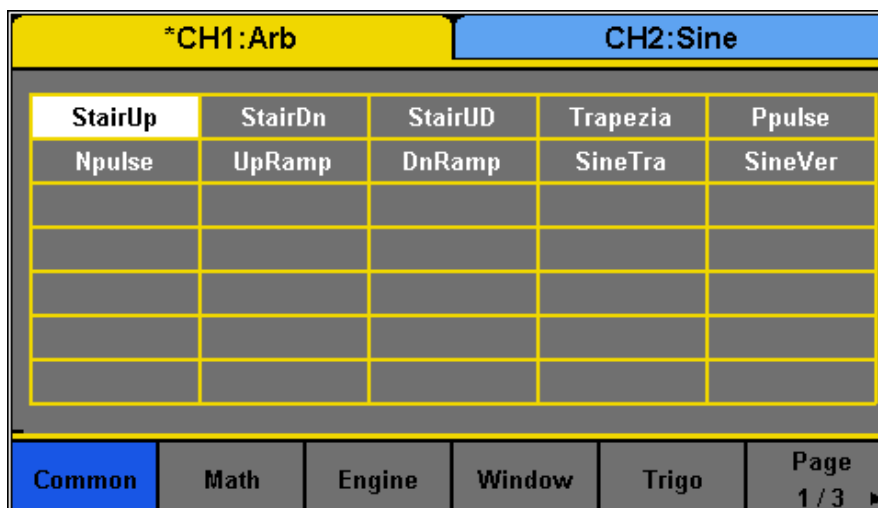 *CH1:Arb CH2:Sine
StairUp StairDn StairUD Trapezia Ppulse
Npulse UpRamp DnRamp SineTra SineVer
Common Math Engine Window Trigo Page
1/3